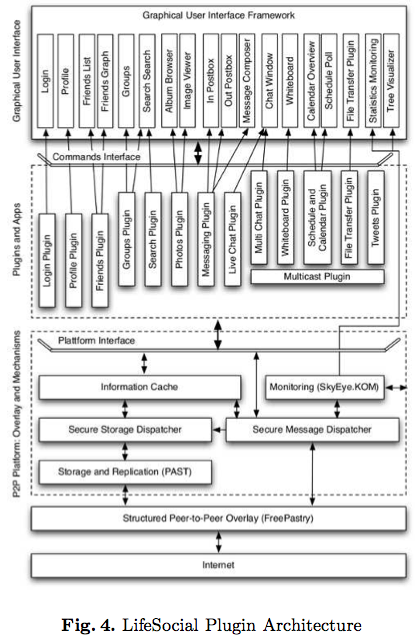 Graphical User Interface Framework
Graphical User Interface
Login
Profile
Friends List
Friends Graph
Groups
Search Search
Album Browser
Image Viewer
In Postbox
Out Postbox
Message Composer
Chat Window
Whiteboard
Calendar Overview
Schedule Poll
File Transfer Plugin
Statistics Monitoring
Tree Visualizer
Commands Interface
Plugins and Apps
Login Plugin
Profile Plugin
Friends Plugin
Groups Plugin
Search Plugin
Photos Plugin
Messaging Plugin
Live Chat Plugin
Multi Chat Plugin
Whiteboard Plugin
Schedule and
Calendar Plugin
File Transfer Plugin
Tweets Plugin
Multicast Plugin
P2P Platform: Overlay and Mechanisms
Plattform Interface
Information Cache
Monitoring (SkyEye.KOM)
Secure Storage Dispatcher
Secure Message Dispatcher
Storage and Replication (PAST)
Structured Peer-to-Peer Overlay (FreePastry)
Internet
Fig. 4. LifeSocial Plugin Architecture